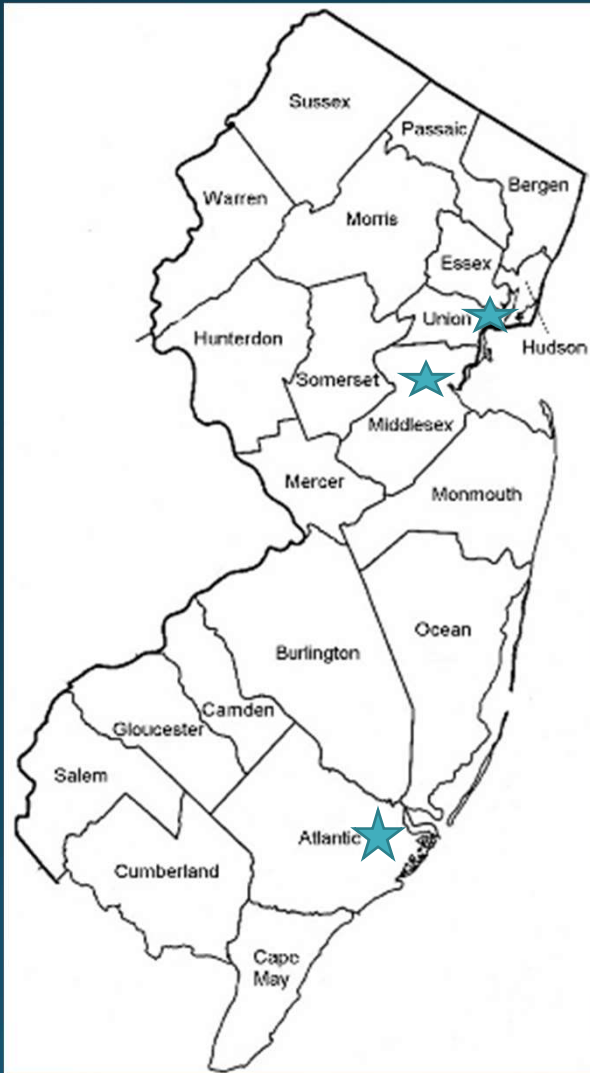 Sussex
Passaic
Bergen
Warren
Morris
Essex
Union
Hudson
Hunterdon
Somerset
Middlesex
Mercer
Monmouth
Ocean
Burlington
Camden
Gloucester
Salem
Atlantic
Cumberland
Cape
May